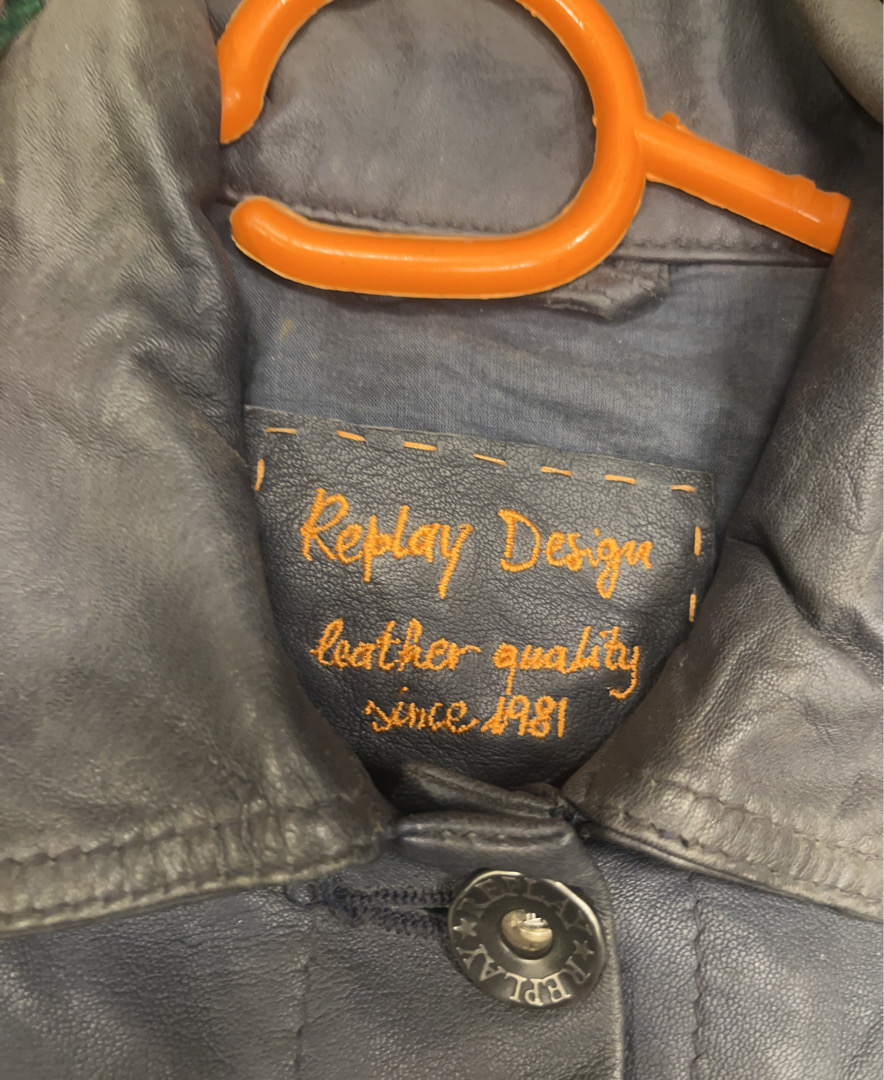 Replay Design
leather quality
since 1981
REPLAY ★ REPLAY ★